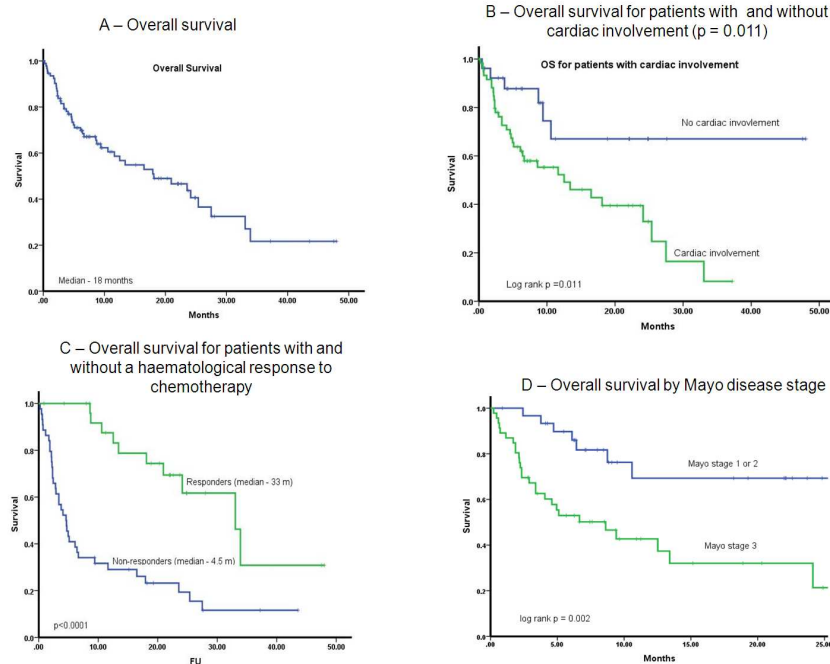 A – Overall survival
Overall Survival
1.0
0.8
0.6
0.4
0.2
0.0
Survival
Median - 18 months
.00 10.00 20.00 30.00 40.00 50.00
Months
B – Overall survival for patients with and without
cardiac involvement (p = 0.011)
OS for patients with cardiac involvement
1.0
0.8
0.6
0.4
0.2
0.0
Survival
No cardiac invovlement
Cardiac involvement
Log rank p =0.011
.00 10.00 20.00 30.00 40.00 50.00
Months
C – Overall survival for patients with and
without a haematological response to
chemotherapy
1.0
0.8
0.6
0.4
0.2
0.0
Survival
Responders (median - 33 m)
Non-responders (median - 4.5 m)
p<0.0001
.00 10.00 20.00 30.00 40.00 50.00
FU
D – Overall survival by Mayo disease stage
1.0
0.8
0.6
0.4
0.2
0.0
Survival
Mayo stage 1 or 2
Mayo stage 3
log rank p = 0.002
.00 5.00 10.00 15.00 20.00 25.00
Months